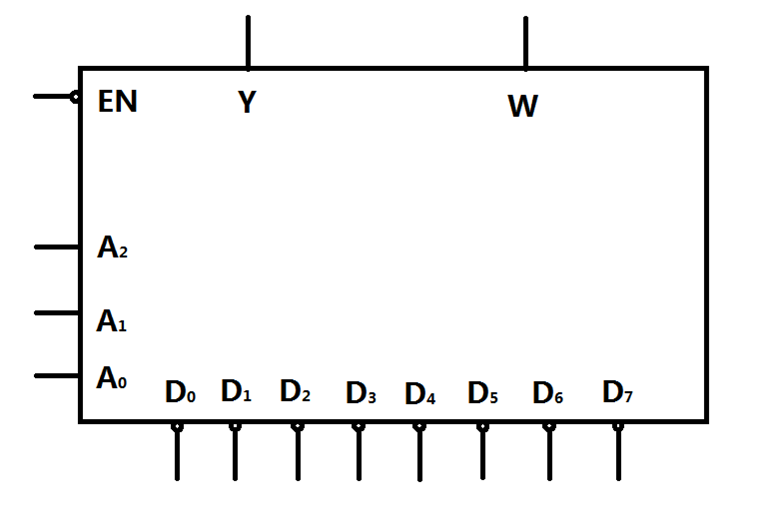 EN Y W
A₂
A₁
A₀
D₀ D₁ D₂ D₃ D₄ D₅ D₆ D₇